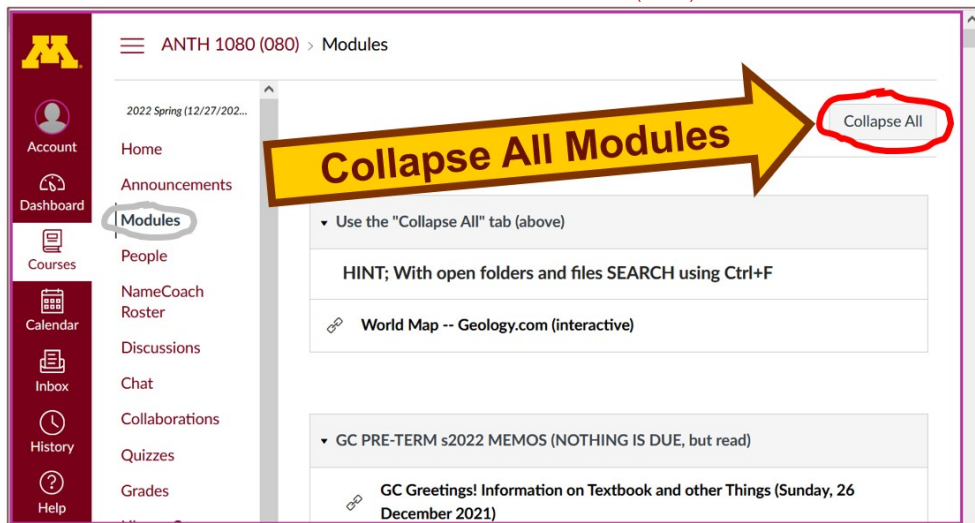 ANTH 1080 (080) › Modules
2022 Spring (12/27/202...
Collapse All
Collapse All Modules
Account
Dashboard
Courses
Calendar
Inbox
History
Help
Home
Announcements
Modules
People
NameCoach
Roster
Discussions
Chat
Collaborations
Quizzes
Grades
Use the "Collapse All" tab (above)
HINT; With open folders and files SEARCH using Ctrl+F
World Map -- Geology.com (interactive)
GC PRE-TERM s2022 MEMOS (NOTHING IS DUE, but read)
GC Greetings! Information on Textbook and other Things (Sunday, 26
December 2021)